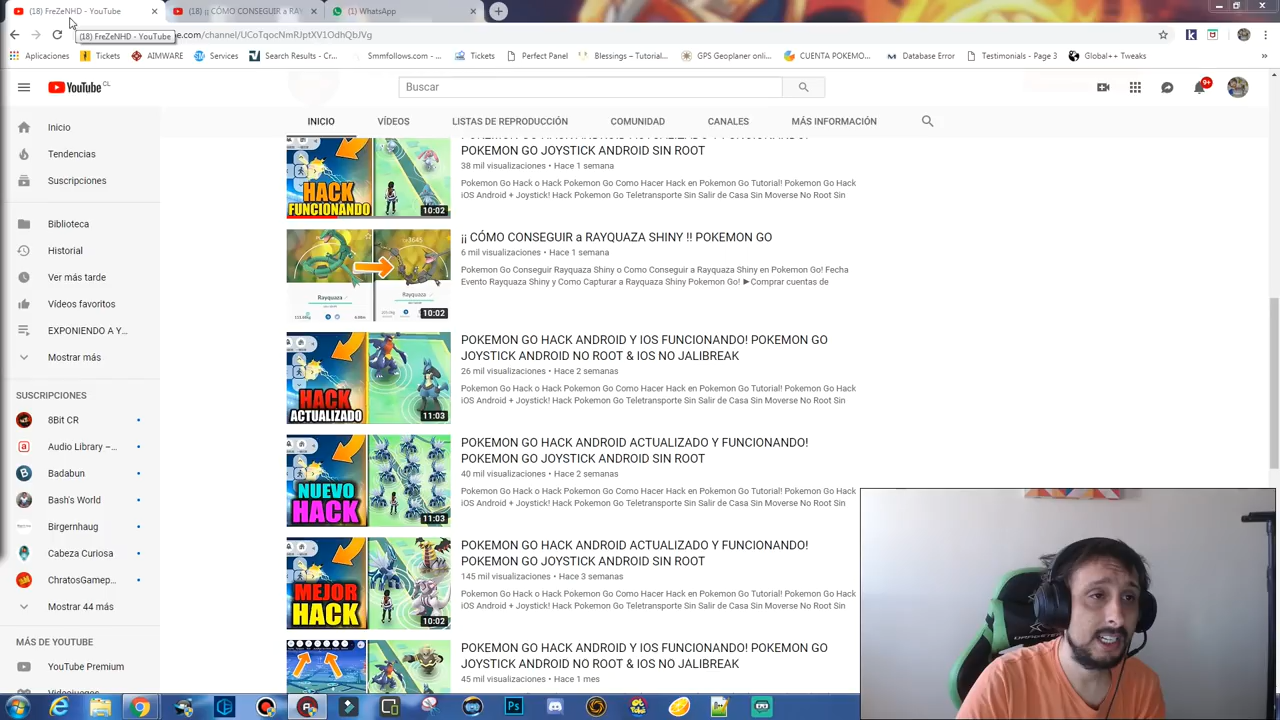 (18) FreZeNHD - YouTube
(18) ¡¡ CÓMO CONSEGUIR a RAY
(1) WhatsApp
(18) FreZeNHD - YouTube
e.com/channel/UCoTqocNmRJptXV1OdhQbJVg
Aplicaciones
Tickets
AIMWARE
Services
Search Results - Cr...
Smmfollows.com - ...
Tickets
Perfect Panel
Blessings – Tutorial...
GPS Geoplaner onli...
CUENTA POKEMO...
Database Error
Testimonials - Page 3
Global++ Tweaks
YouTube CL
Buscar
9+
INICIO
VÍDEOS
LISTAS DE REPRODUCCIÓN
COMUNIDAD
CANALES
MÁS INFORMACIÓN
Inicio
Tendencias
Suscripciones
Biblioteca
Historial
Ver más tarde
Vídeos favoritos
EXPONIENDO A Y...
Mostrar más
SUSCRIPCIONES
8Bit CR
Audio Library –...
Badabun
Bash's World
Birgernhaug
Cabeza Curiosa
ChratosGamep...
Mostrar 44 más
MÁS DE YOUTUBE
YouTube Premium
HACK
FUNCIONANDO
10:02
POKEMON GO JOYSTICK ANDROID SIN ROOT
38 mil visualizaciones • Hace 1 semana
Pokemon Go Hack o Hack Pokemon Go Como Hacer Hack en Pokemon Go Tutorial! Pokemon Go Hack
iOS Android + Joystick! Hack Pokemon Go Teletransporte Sin Salir de Casa Sin Moverse No Root Sin
3645
Rayquaza
Rayquaza
10:02
¡¡ CÓMO CONSEGUIR a RAYQUAZA SHINY !! POKEMON GO
6 mil visualizaciones • Hace 1 semana
Pokemon Go Conseguir Rayquaza Shiny o Como Conseguir a Rayquaza Shiny en Pokemon Go! Fecha
Evento Rayquaza Shiny y Como Capturar a Rayquaza Shiny Pokemon Go! ►Comprar cuentas de
HACK
ACTUALIZADO
11:03
POKEMON GO HACK ANDROID Y IOS FUNCIONANDO! POKEMON GO
JOYSTICK ANDROID NO ROOT & IOS NO JALIBREAK
26 mil visualizaciones • Hace 2 semanas
Pokemon Go Hack o Hack Pokemon Go Como Hacer Hack en Pokemon Go Tutorial! Pokemon Go Hack
iOS Android + Joystick! Hack Pokemon Go Teletransporte Sin Salir de Casa Sin Moverse No Root Sin
NUEVO
HACK
11:03
POKEMON GO HACK ANDROID ACTUALIZADO Y FUNCIONANDO!
POKEMON GO JOYSTICK ANDROID SIN ROOT
40 mil visualizaciones • Hace 2 semanas
Pokemon Go Hack o Hack Pokemon Go Como Hacer Hack en Pokemon Go Tutorial! Pokemon Go Hack
iOS Android + Joystick! Hack Pokemon Go Teletransporte Sin Salir de Casa Sin Moverse No Root Sin
MEJOR
HACK
10:02
POKEMON GO HACK ANDROID ACTUALIZADO Y FUNCIONANDO!
POKEMON GO JOYSTICK ANDROID SIN ROOT
145 mil visualizaciones • Hace 3 semanas
Pokemon Go Hack o Hack Pokemon Go Como Hacer Hack en Pokemon Go Tutorial! Pokemon Go Hack
iOS Android + Joystick! Hack Pokemon Go Teletransporte Sin Salir de Casa Sin Moverse No Root Sin
POKEMON GO HACK ANDROID Y IOS FUNCIONANDO! POKEMON GO
JOYSTICK ANDROID NO ROOT & IOS NO JALIBREAK
45 mil visualizaciones • Hace 1 mes
Ps